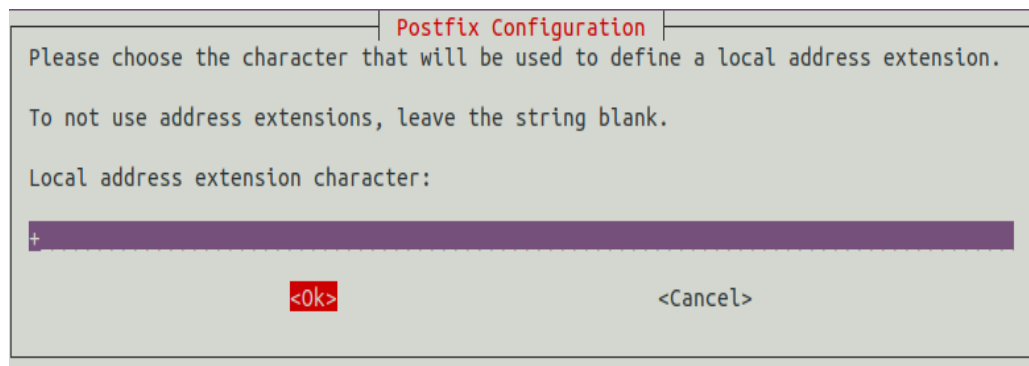 Postfix Configuration
Please choose the character that will be used to define a local address extension.
To not use address extensions, leave the string blank.
Local address extension character:
+
<Ok> <Cancel>